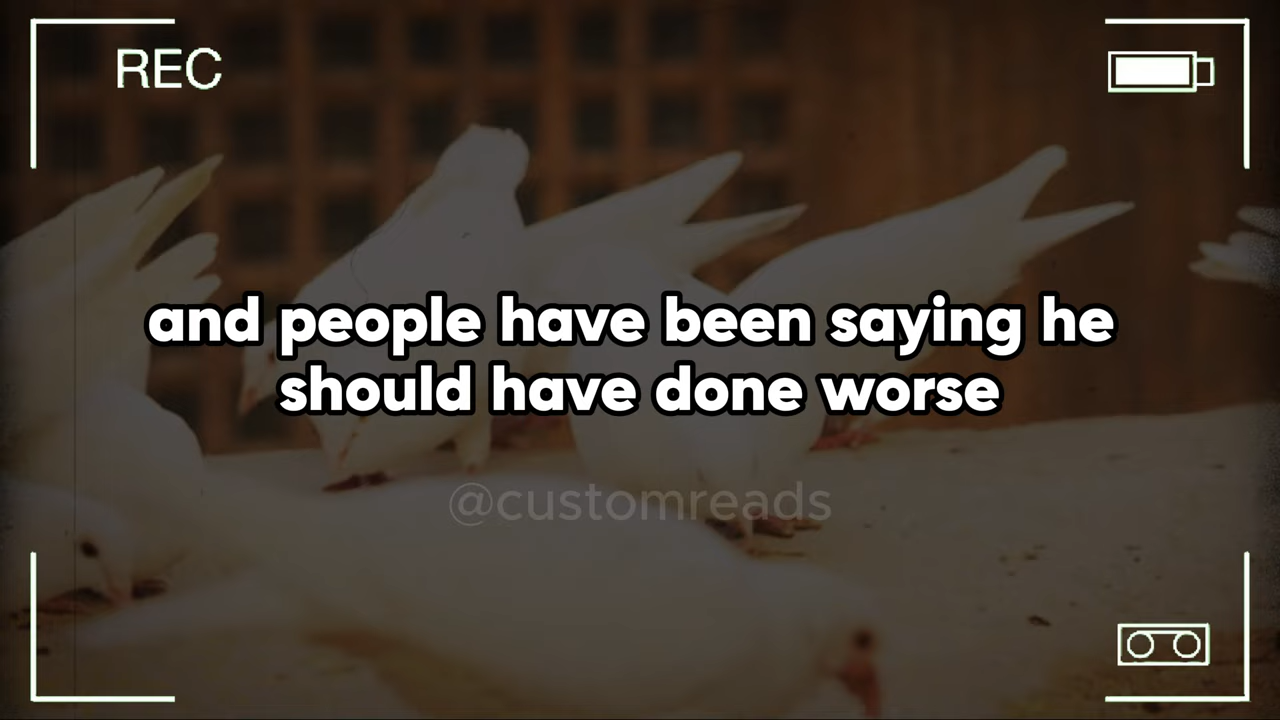 REC
and people have been saying he
should have done worse
@customreads